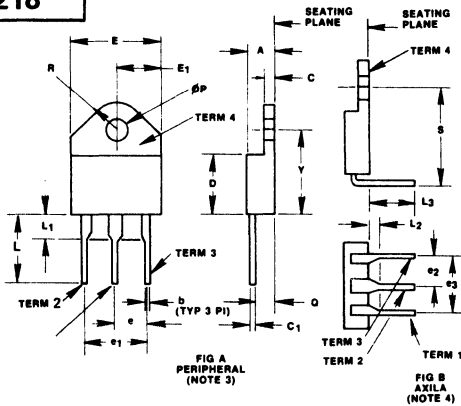 218
SEATING
PLANE
SEATING
PLANE
E
A
R
E1
TERM 4
C
ØP
TERM 4
S
D
Y
L1
L3
L
L2
TERM 3
e2
e3
TERM 2
b
(TYP 3 PI)
Q
e
C1
e1
TERM 3
TERM 2
TERM 1
FIG A
PERIPHERAL
(NOTE 3)
FIG B
AXILA
(NOTE 4)